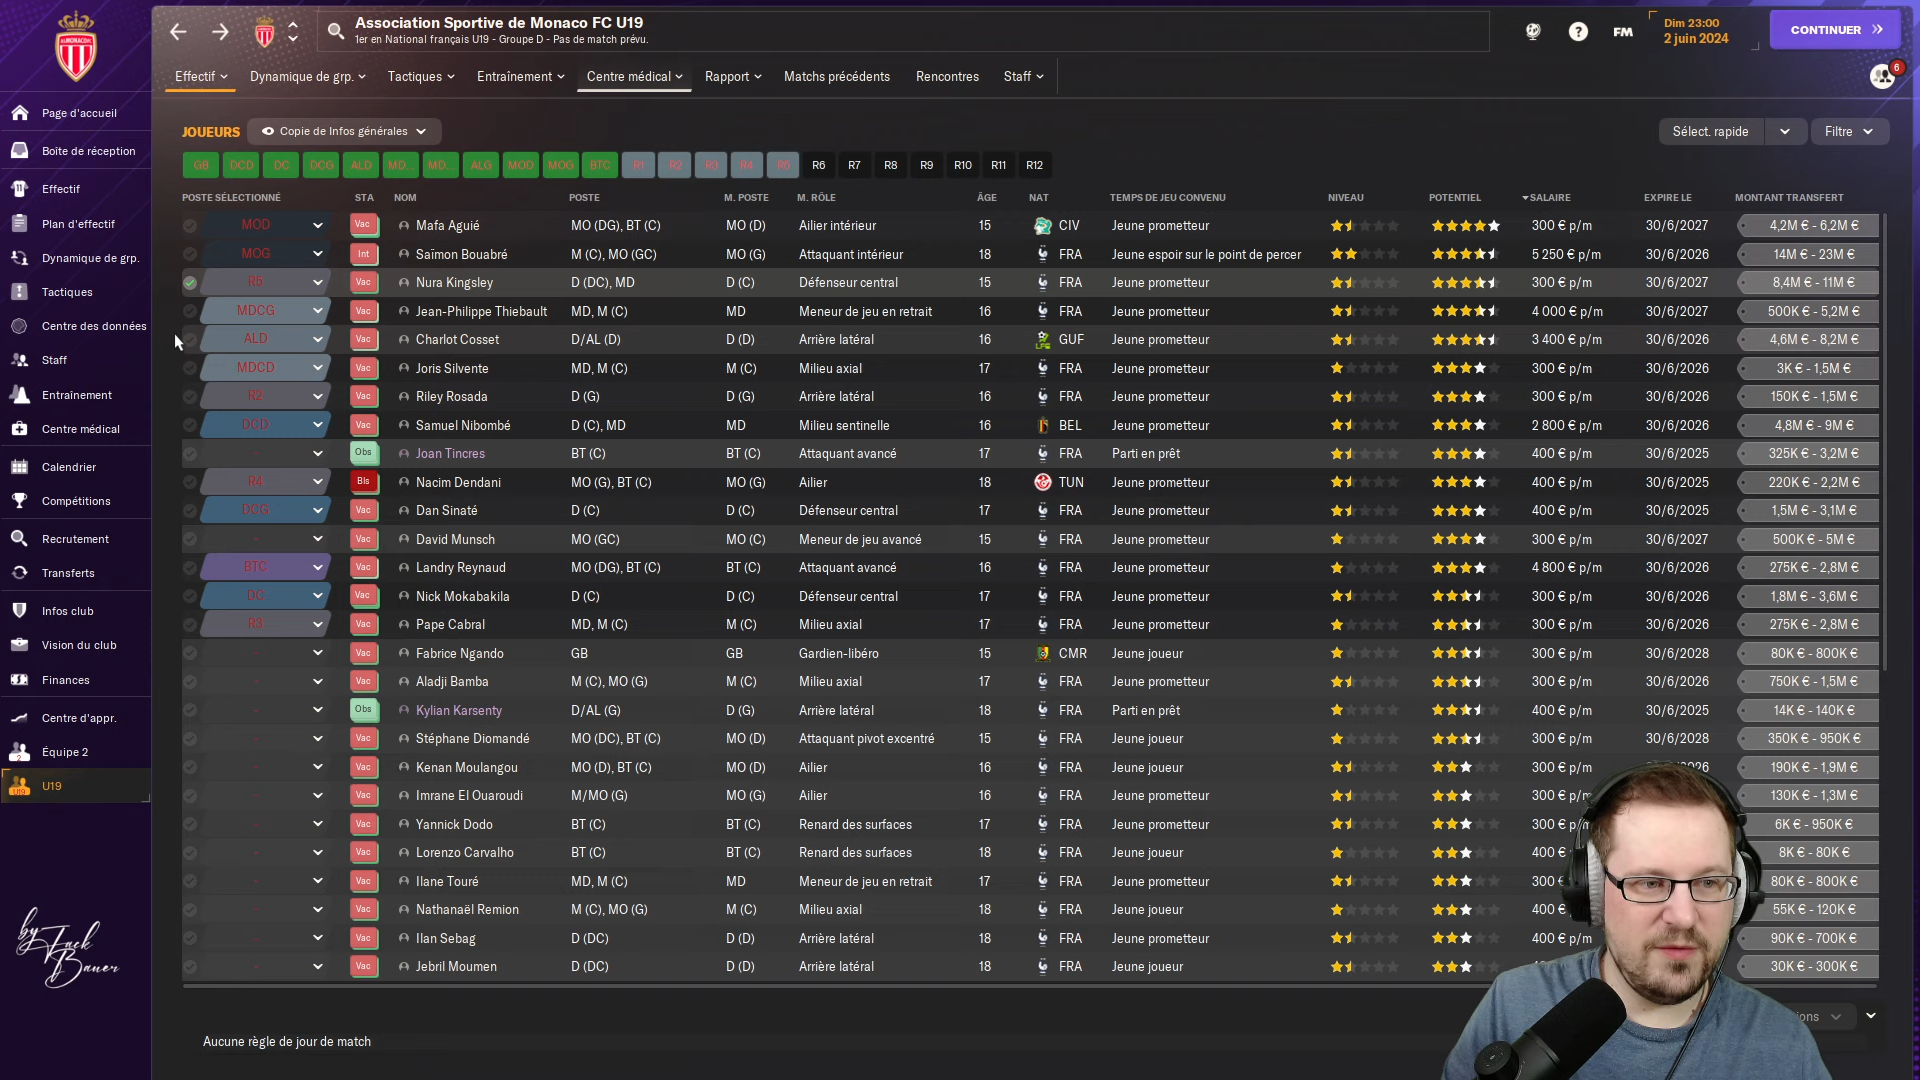 Association Sportive de Monaco FC U19
1er en National français U19 - Groupe D - Pas de match prévu.
FM
Dim 23:00
2 juin 2024
CONTINUER
6
Effectif
Dynamique de grp.
Tactiques
Entraînement
Centre médical
Rapport
Matchs précédents
Rencontres
Staff
Page d'accueil
Boîte de réception
Effectif
Plan d'effectif
Dynamique de grp.
Tactiques
Centre des données
Staff
Entraînement
Centre médical
Calendrier
Compétitions
Recrutement
Transferts
Infos club
Vision du club
Finances
Centre d'appr.
Équipe 2
U19
by Jack Bauer
JOUEURS
Copie de Infos générales
Sélect. rapide
Filtre
GB DCD DC DCG ALD MD... MD... ALG MOD MOG BTC R1 R2 R3 R4 R5 R6 R7 R8 R9 R10 R11 R12
POSTE SÉLECTIONNÉ STA NOM POSTE M. POSTE M. RÔLE ÂGE NAT TEMPS DE JEU CONVENU NIVEAU POTENTIEL SALAIRE EXPIRE LE MONTANT TRANSFERT
MOD Vac Mafa Aguié MO (DG), BT (C) MO (D) Ailier intérieur 15 CIV Jeune prometteur 300 € p/m 30/6/2027 4,2M € - 6,2M €
MOG Int Saïmon Bouabré M (C), MO (GC) MO (G) Attaquant intérieur 18 FRA Jeune espoir sur le point de percer 5 250 € p/m 30/6/2026 14M € - 23M €
R5 Vac Nura Kingsley D (DC), MD D (C) Défenseur central 15 FRA Jeune prometteur 300 € p/m 30/6/2027 8,4M € - 11M €
MDCG Vac Jean-Philippe Thiebault MD, M (C) MD Meneur de jeu en retrait 16 FRA Jeune prometteur 4 000 € p/m 30/6/2026 500K € - 5,2M €
ALD Vac Charlot Cosset D/AL (D) D (D) Arrière latéral 16 GUF Jeune prometteur 3 400 € p/m 30/6/2026 4,6M € - 8,2M €
MDCD Vac Joris Silvente MD, M (C) M (C) Milieu axial 17 FRA Jeune prometteur 300 € p/m 30/6/2026 3K € - 1,5M €
R2 Vac Riley Rosada D (G) D (G) Arrière latéral 16 FRA Jeune prometteur 300 € p/m 30/6/2026 150K € - 1,5M €
DCD Vac Samuel Nibombé D (C), MD MD Milieu sentinelle 16 BEL Jeune prometteur 2 800 € p/m 30/6/2026 4,8M € - 9M €
- Obs Joan Tincres BT (C) BT (C) Attaquant avancé 17 FRA Parti en prêt 400 € p/m 30/6/2025 325K € - 3,2M €
R4 Bls Nacim Dendani MO (G), BT (C) MO (G) Ailier 18 TUN Jeune prometteur 400 € p/m 30/6/2025 220K € - 2,2M €
DCG Vac Dan Sinaté D (C) D (C) Défenseur central 17 FRA Jeune prometteur 400 € p/m 30/6/2025 1,5M € - 3,1M €
- Vac David Munsch MO (GC) MO (C) Meneur de jeu avancé 15 FRA Jeune prometteur 300 € p/m 30/6/2027 500K € - 5M €
BTC Vac Landry Reynaud MO (DG), BT (C) BT (C) Attaquant avancé 16 FRA Jeune prometteur 4 800 € p/m 30/6/2026 275K € - 2,8M €
DC Vac Nick Mokabakila D (C) D (C) Défenseur central 17 FRA Jeune prometteur 300 € p/m 30/6/2026 1,8M € - 3,6M €
R3 Vac Pape Cabral MD, M (C) M (C) Milieu axial 17 FRA Jeune prometteur 300 € p/m 30/6/2026 275K € - 2,8M €
- Vac Fabrice Ngando GB GB Gardien-libéro 15 CMR Jeune joueur 300 € p/m 30/6/2028 80K € - 800K €
- Vac Aladji Bamba M (C), MO (G) M (C) Milieu axial 17 FRA Jeune prometteur 300 € p/m 30/6/2026 750K € - 1,5M €
- Obs Kylian Karsenty D/AL (G) D (G) Arrière latéral 18 FRA Parti en prêt 400 € p/m 30/6/2025 14K € - 140K €
- Vac Stéphane Diomandé MO (DC), BT (C) MO (D) Attaquant pivot excentré 15 FRA Jeune joueur 300 € p/m 30/6/2028 350K € - 950K €
- Vac Kenan Moulangou MO (D), BT (C) MO (D) Ailier 16 FRA Jeune joueur 300 € p/m 190K € - 1,9M €
- Vac Imrane El Ouaroudi M/MO (G) MO (G) Ailier 16 FRA Jeune prometteur 300 € p/m 130K € - 1,3M €
- Vac Yannick Dodo BT (C) BT (C) Renard des surfaces 17 FRA Jeune prometteur 300 € 6K € - 950K €
- Vac Lorenzo Carvalho BT (C) BT (C) Renard des surfaces 18 FRA Jeune joueur 400 € 8K € - 80K €
- Vac Ilane Touré MD, M (C) MD Meneur de jeu en retrait 17 FRA Jeune prometteur 300 € 80K € - 800K €
- Vac Nathanaël Remion M (C), MO (G) M (C) Milieu axial 18 FRA Jeune joueur 400 € 55K € - 120K €
- Vac Ilan Sebag D (DC) D (D) Arrière latéral 18 FRA Jeune prometteur 400 € 90K € - 700K €
- Vac Jebril Moumen D (DC) D (D) Arrière latéral 18 FRA Jeune joueur 30K € - 300K €
Aucune règle de jour de match